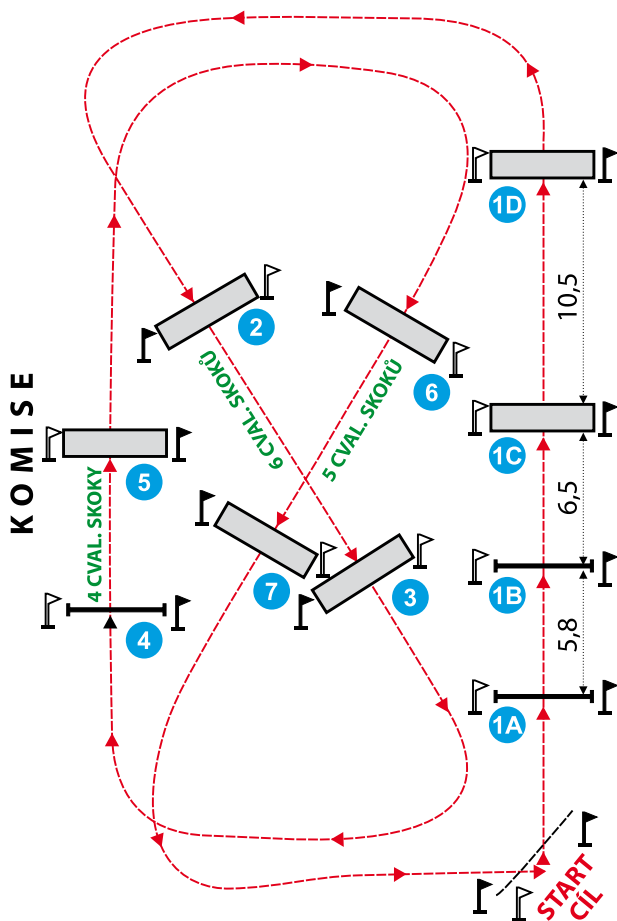 1D
10,5
2
6 CVAL. SKOKŮ
6
5 CVAL. SKOKŮ
KOMISE
5
4 CVAL. SKOKY
1C
6,5
7
3
1B
4
5,8
1A
START
CÍL